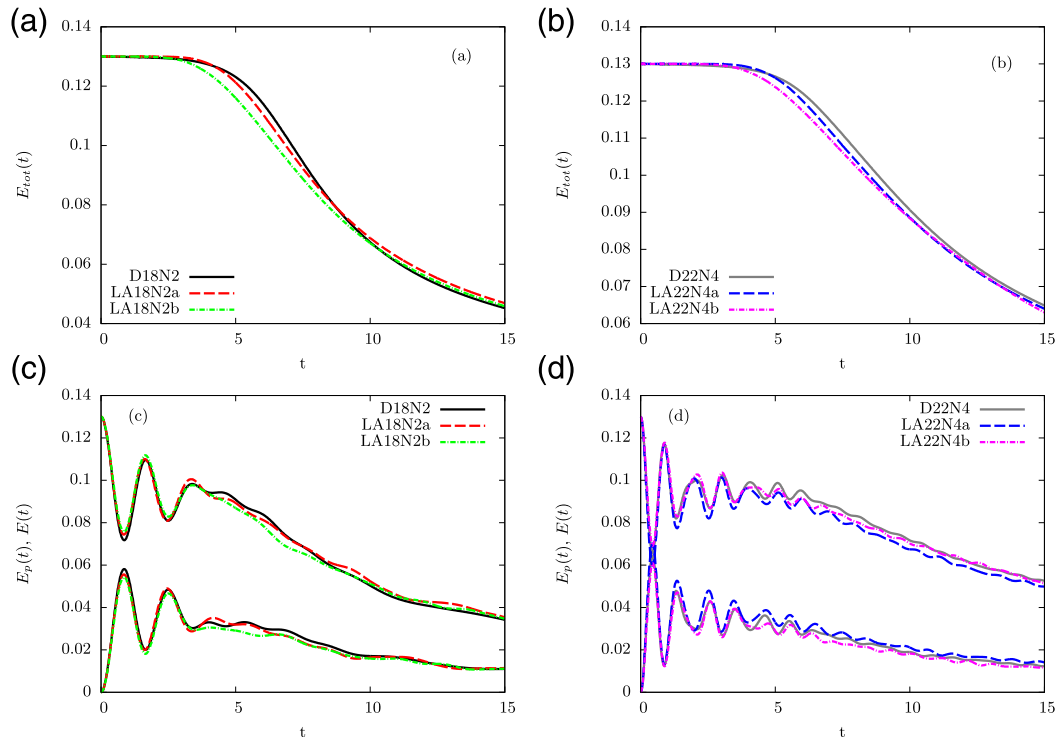 (a)
0.14
0.12
0.1
0.08
0.06
0.04
E_tot(t)
(a)
D18N2
LA18N2a
LA18N2b
0 5 10 15
t
(b)
0.14
0.13
0.12
0.11
0.1
0.09
0.08
0.07
0.06
E_tot(t)
(b)
D22N4
LA22N4a
LA22N4b
0 5 10 15
t
(c)
0.14
0.12
0.1
0.08
0.06
0.04
0.02
0
E_p(t), E(t)
(c)
D18N2
LA18N2a
LA18N2b
0 5 10 15
t
(d)
0.14
0.12
0.1
0.08
0.06
0.04
0.02
0
E_p(t), E(t)
(d)
D22N4
LA22N4a
LA22N4b
0 5 10 15
t